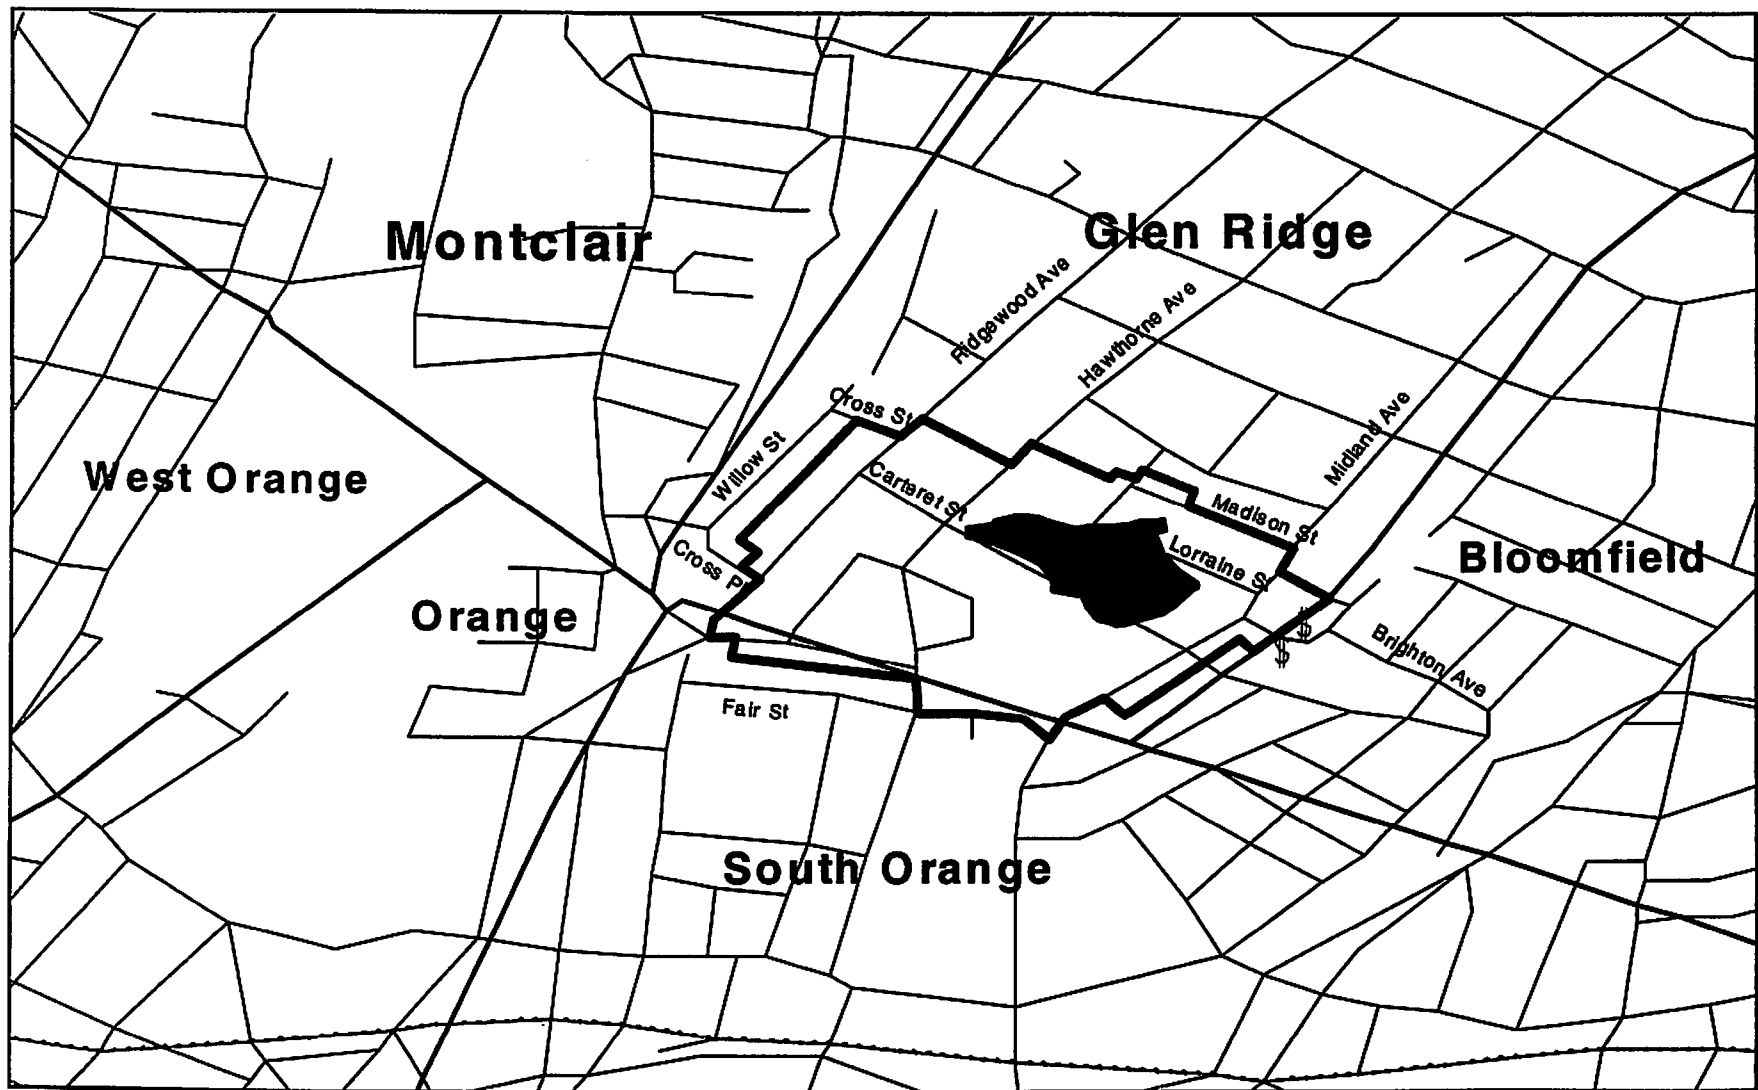 Montclair
Glen Ridge
Ridgewood Ave
Hawthorne Ave
Cross St
Midland Ave
Willow St
West Orange
Carteret St
Madison St
Cross Pl
Lorraine St
Bloomfield
Orange
$
$
Brighton Ave
Fair St
South Orange